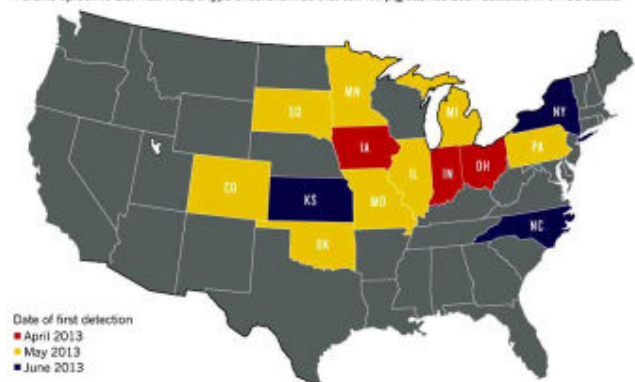 MN
SD
MI
NY
IA
PA
IL
IN
OH
CO
KS
MO
NC
OK
Date of first detection
April 2013
May 2013
June 2013